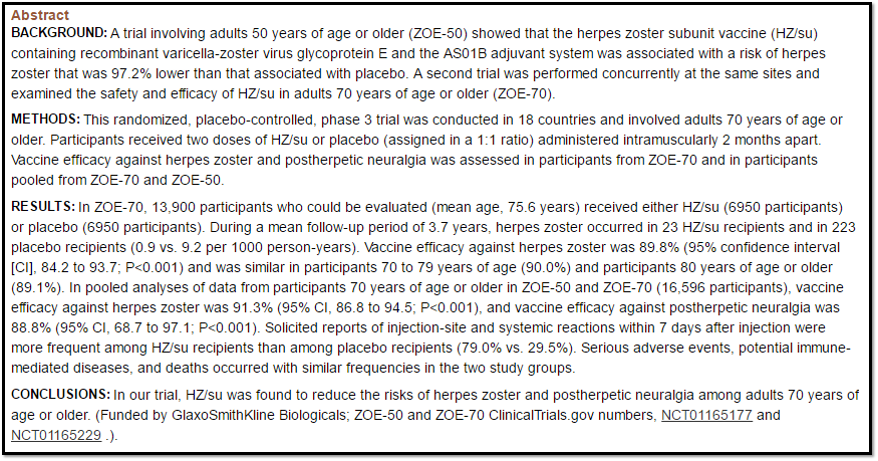 Abstract
BACKGROUND: A trial involving adults 50 years of age or older (ZOE-50) showed that the herpes zoster subunit vaccine (HZ/su)
containing recombinant varicella-zoster virus glycoprotein E and the AS01B adjuvant system was associated with a risk of herpes
zoster that was 97.2% lower than that associated with placebo. A second trial was performed concurrently at the same sites and
examined the safety and efficacy of HZ/su in adults 70 years of age or older (ZOE-70).
METHODS: This randomized, placebo-controlled, phase 3 trial was conducted in 18 countries and involved adults 70 years of age or
older. Participants received two doses of HZ/su or placebo (assigned in a 1:1 ratio) administered intramuscularly 2 months apart.
Vaccine efficacy against herpes zoster and postherpetic neuralgia was assessed in participants from ZOE-70 and in participants
pooled from ZOE-70 and ZOE-50.
RESULTS: In ZOE-70, 13,900 participants who could be evaluated (mean age, 75.6 years) received either HZ/su (6950 participants)
or placebo (6950 participants). During a mean follow-up period of 3.7 years, herpes zoster occurred in 23 HZ/su recipients and in 223
placebo recipients (0.9 vs. 9.2 per 1000 person-years). Vaccine efficacy against herpes zoster was 89.8% (95% confidence interval
[CI], 84.2 to 93.7; P<0.001) and was similar in participants 70 to 79 years of age (90.0%) and participants 80 years of age or older
(89.1%). In pooled analyses of data from participants 70 years of age or older in ZOE-50 and ZOE-70 (16,596 participants), vaccine
efficacy against herpes zoster was 91.3% (95% CI, 86.8 to 94.5; P<0.001), and vaccine efficacy against postherpetic neuralgia was
88.8% (95% CI, 68.7 to 97.1; P<0.001). Solicited reports of injection-site and systemic reactions within 7 days after injection were
more frequent among HZ/su recipients than among placebo recipients (79.0% vs. 29.5%). Serious adverse events, potential immune-
mediated diseases, and deaths occurred with similar frequencies in the two study groups.
CONCLUSIONS: In our trial, HZ/su was found to reduce the risks of herpes zoster and postherpetic neuralgia among adults 70 years of
age or older. (Funded by GlaxoSmithKline Biologicals; ZOE-50 and ZOE-70 ClinicalTrials.gov numbers, NCT01165177 and
NCT01165229 .).